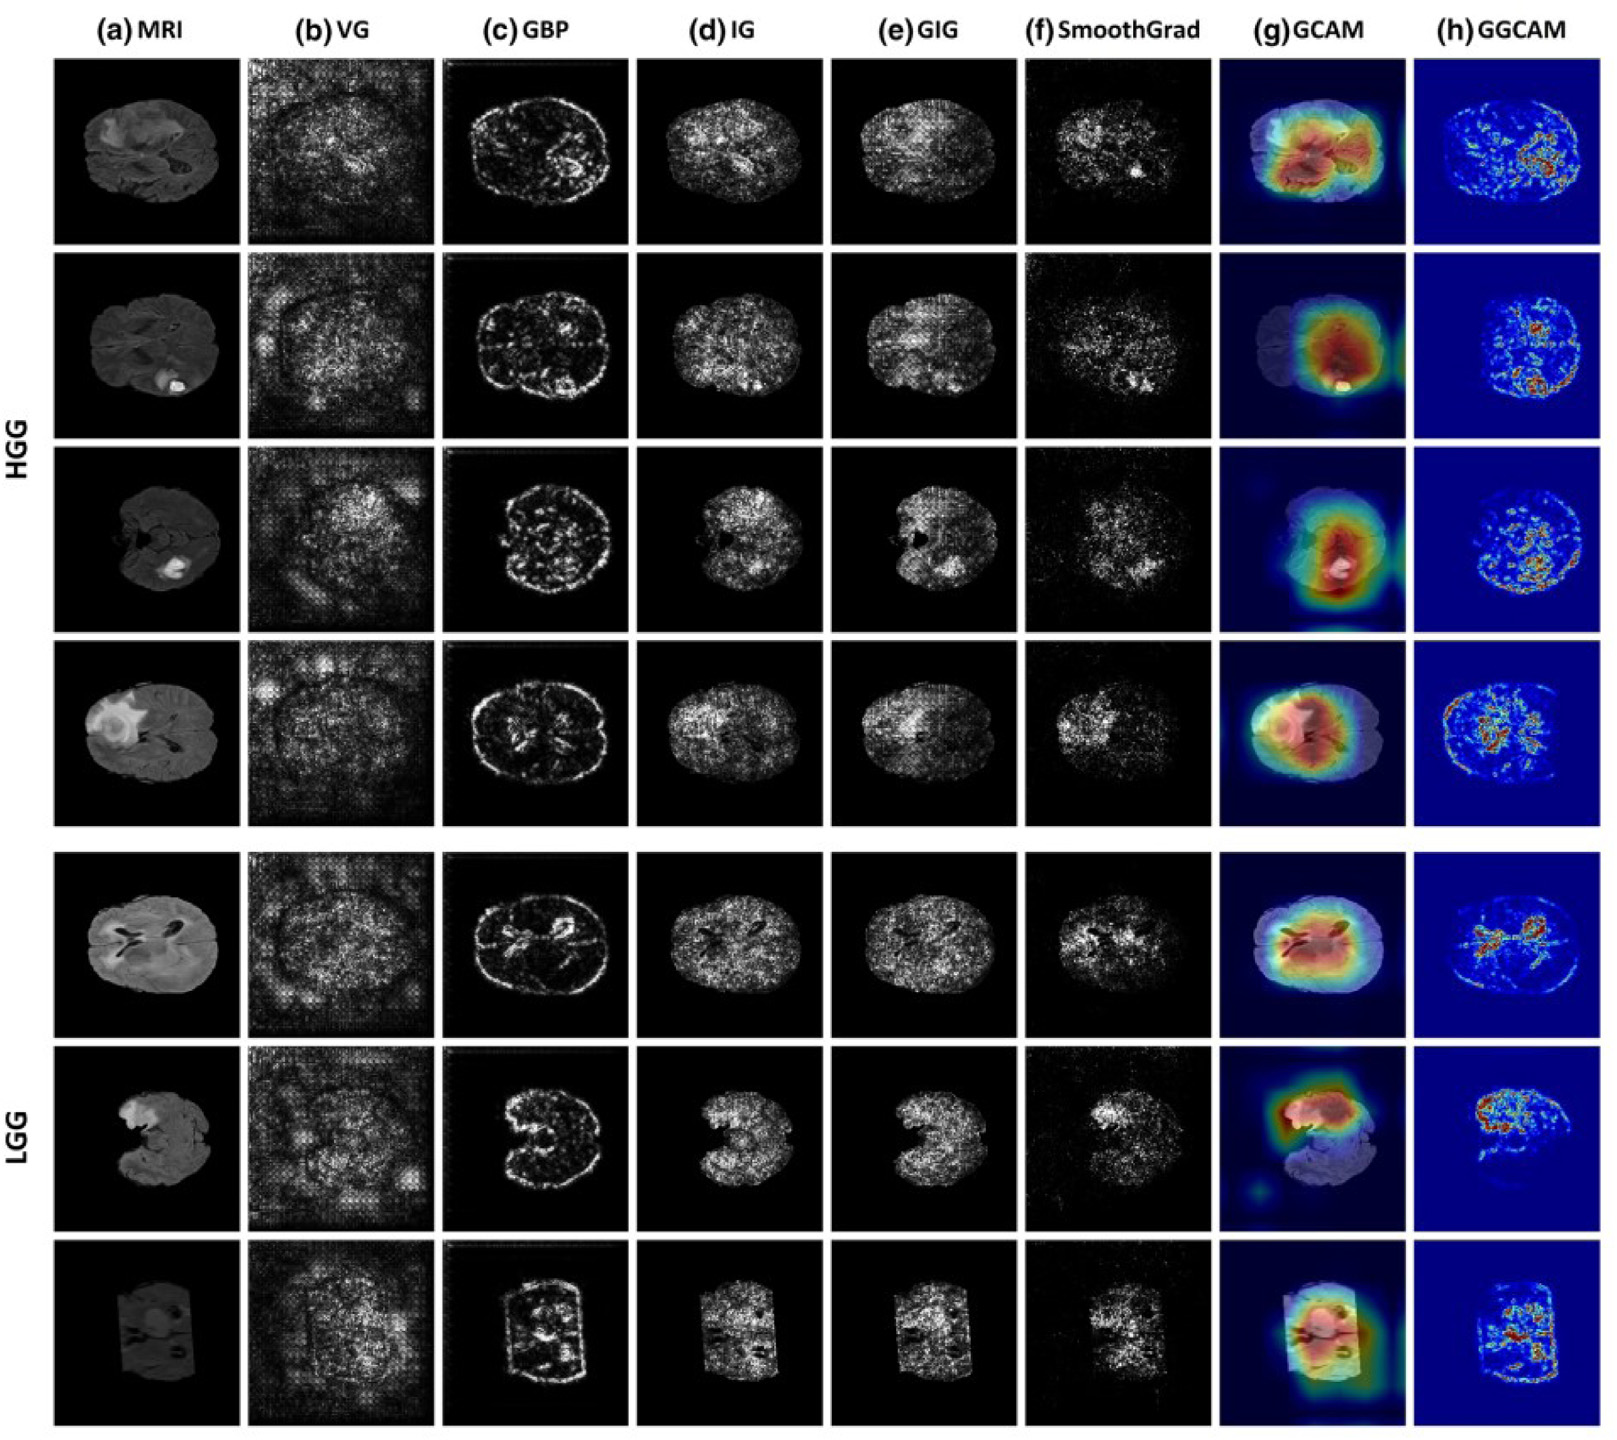 (a) MRI (b) VG (c) GBP (d) IG (e) GIG (f) SmoothGrad (g) GCAM (h) GGCAM
HGG
LGG